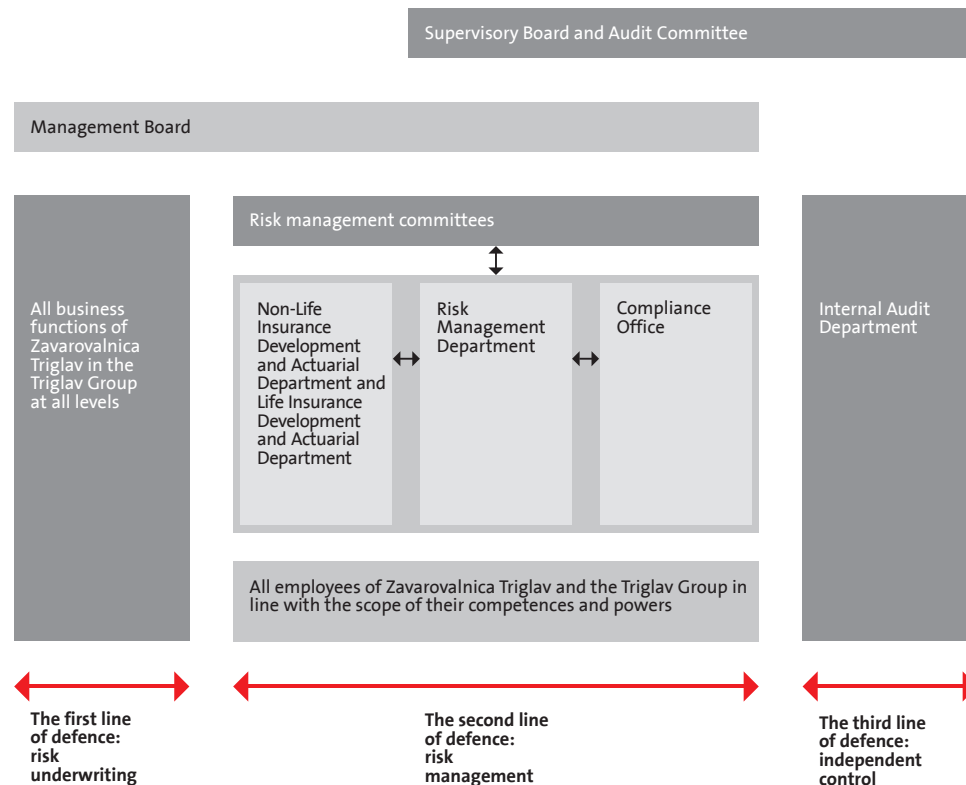 Supervisory Board and Audit Committee
Management Board
All business
functions of
Zavarovalnica
Triglav in the
Triglav Group
at all levels
Risk management committees
Non-Life
Insurance
Development
and Actuarial
Department and
Life Insurance
Development
and Actuarial
Department
Risk
Management
Department
Compliance
Office
All employees of Zavarovalnica Triglav and the Triglav Group in
line with the scope of their competences and powers
Internal Audit
Department
The first line
of defence:
risk
underwriting
The second line
of defence:
risk
management
The third line
of defence:
independent
control